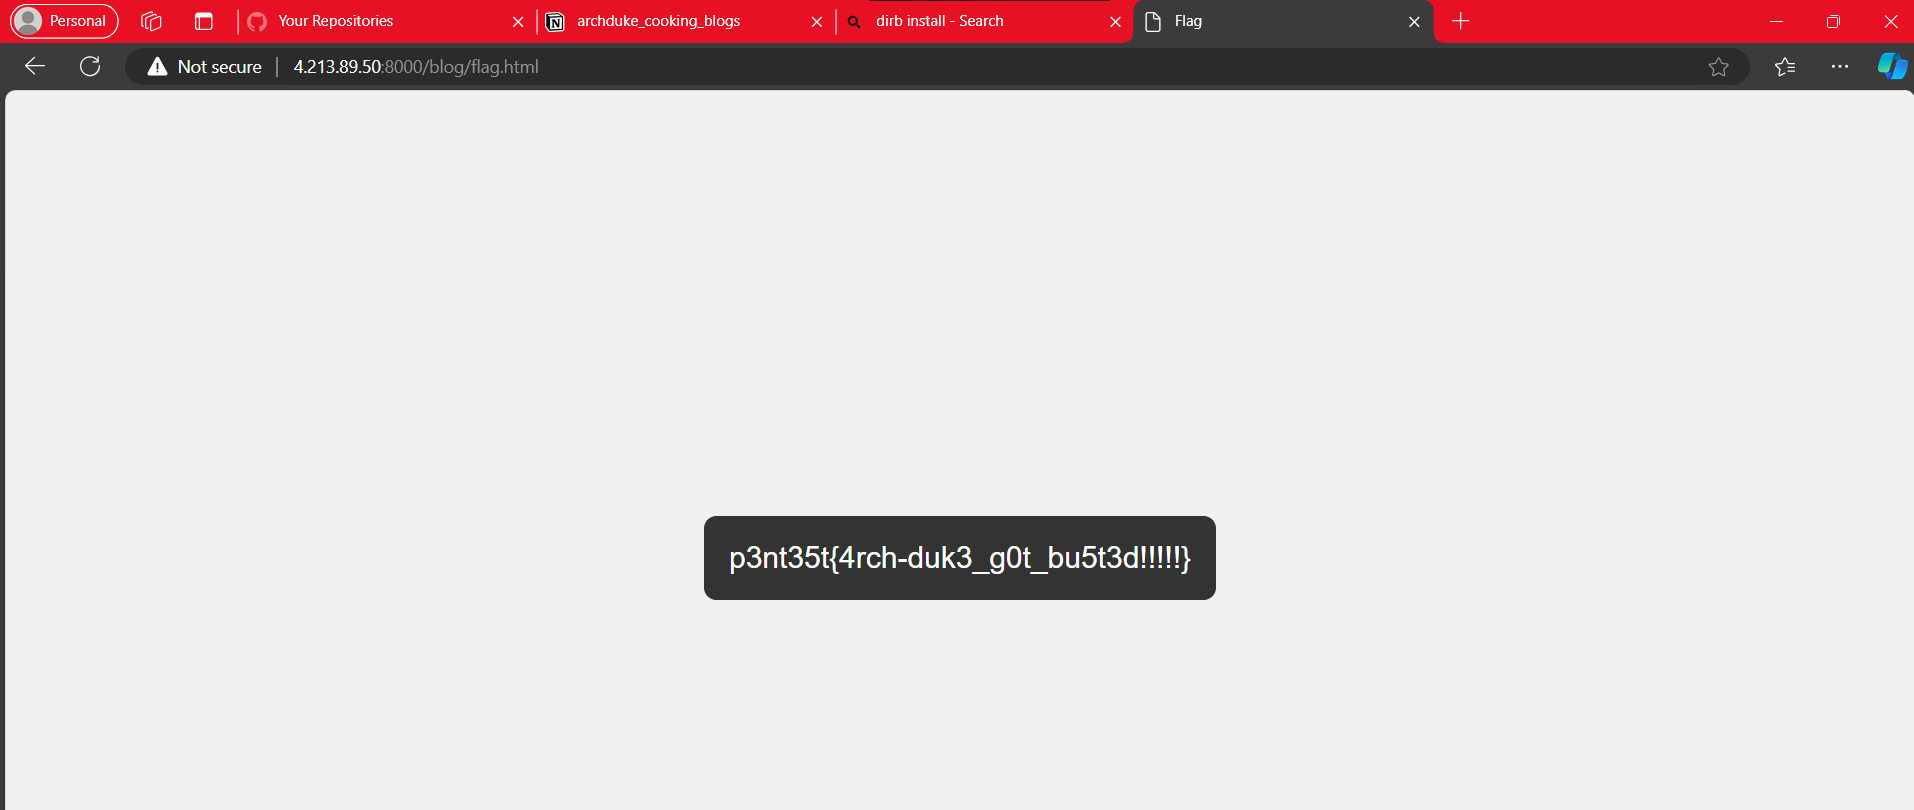 Personal
Your Repositories
archduke_cooking_blogs
dirb install - Search
Flag
Not secure
4.213.89.50:8000/blog/flag.html
p3nt35t{4rch-duk3_g0t_bu5t3d!!!!!}